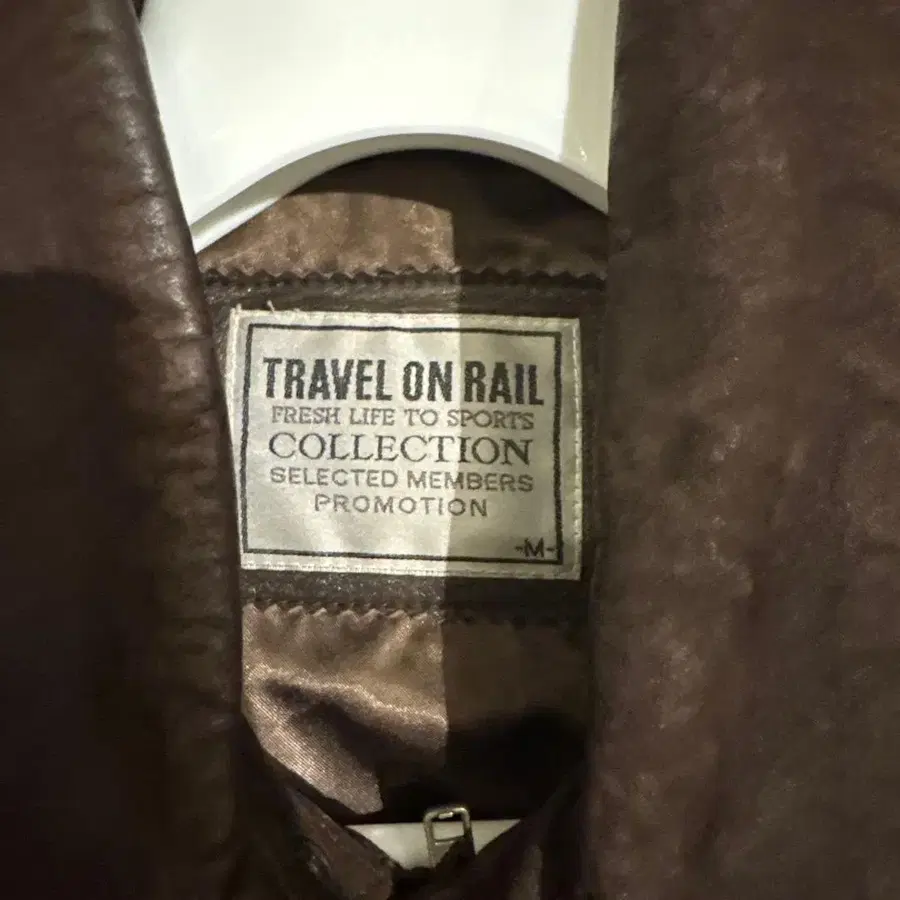 TRAVEL ON RAIL
FRESH LIFE TO SPORTS
COLLECTION
SELECTED MEMBERS
PROMOTION
-M-